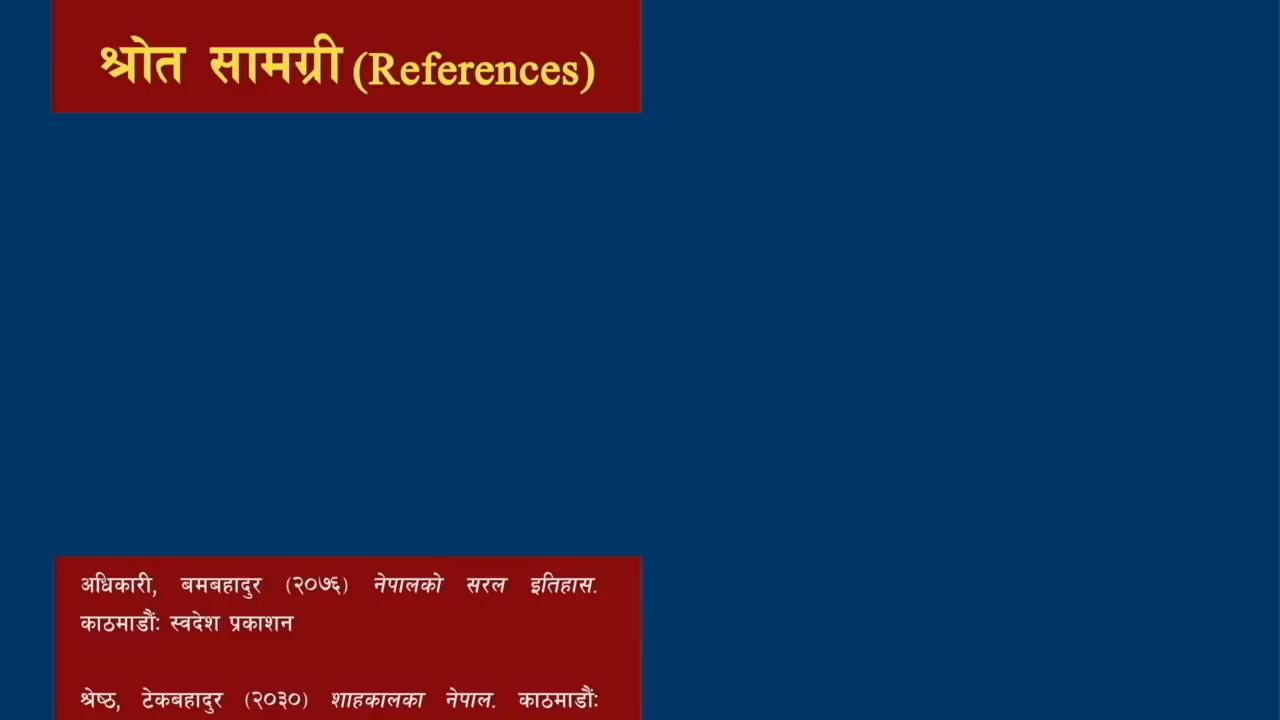 श्रोत सामग्री (References)
अधिकारी, बमबहादुर (२०७६) नेपालको सरल इतिहास.
काठमाडौंः स्वदेश प्रकाशन
श्रेष्ठ, टेकबहादुर (२०३०) शाहकालका नेपाल. काठमाडौंः